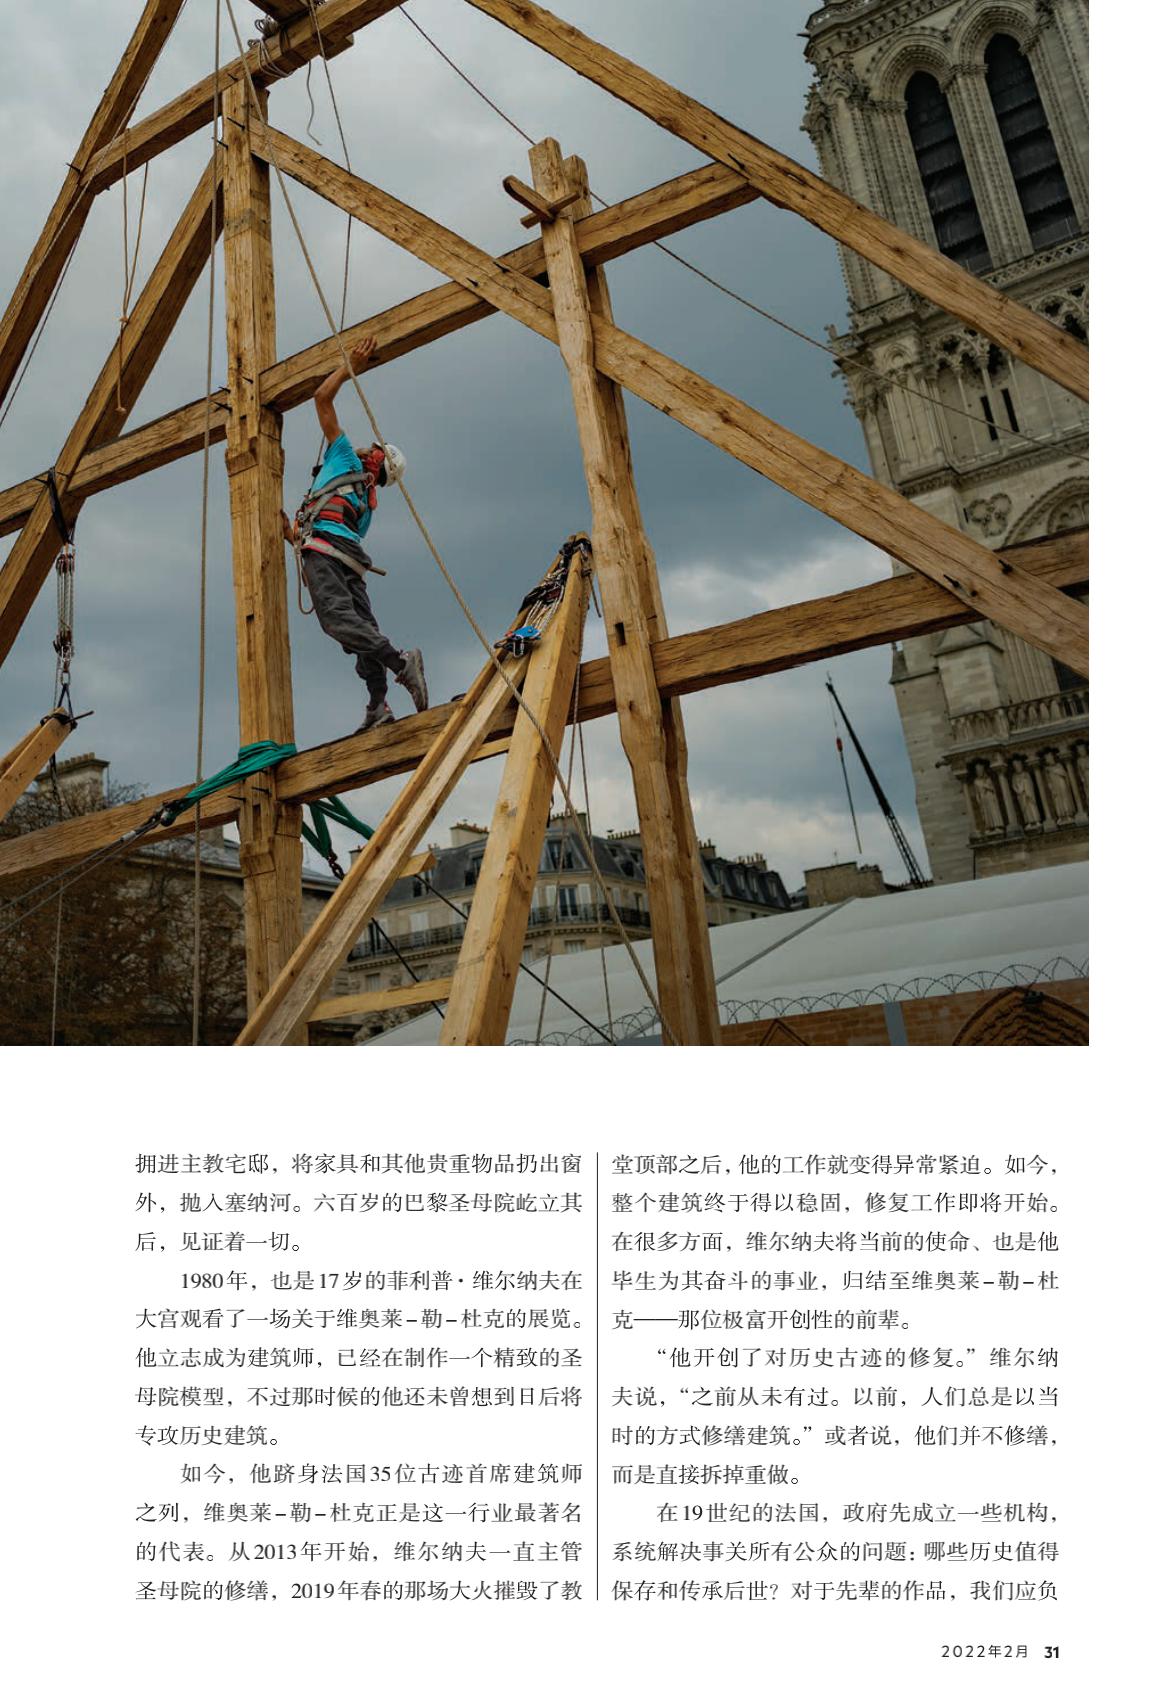 拥进主教宅邸，将家具和其他贵重物品扔出窗
外，抛入塞纳河。六百岁的巴黎圣母院屹立其
后，见证着一切。
1980年，也是17岁的菲利普·维尔纳夫在
大宫观看了一场关于维奥莱–勒–杜克的展览。
他立志成为建筑师，已经在制作一个精致的圣
母院模型，不过那时候的他还未曾想到日后将
专攻历史建筑。
如今，他跻身法国35位古迹首席建筑师
之列，维奥莱–勒–杜克正是这一行业最著名
的代表。从2013年开始，维尔纳夫一直主管
圣母院的修缮，2019年春的那场大火摧毁了教
堂顶部之后，他的工作就变得异常紧迫。如今，
整个建筑终于得以稳固，修复工作即将开始。
在很多方面，维尔纳夫将当前的使命、也是他
毕生为其奋斗的事业，归结至维奥莱–勒–杜
克——那位极富开创性的前辈。
“他开创了对历史古迹的修复。”维尔纳
夫说，“之前从未有过。以前，人们总是以当
时的方式修缮建筑。”或者说，他们并不修缮，
而是直接拆掉重做。
在19世纪的法国，政府先成立一些机构，
系统解决事关所有公众的问题：哪些历史值得
保存和传承后世？对于先辈的作品，我们应负
2022年2月 31